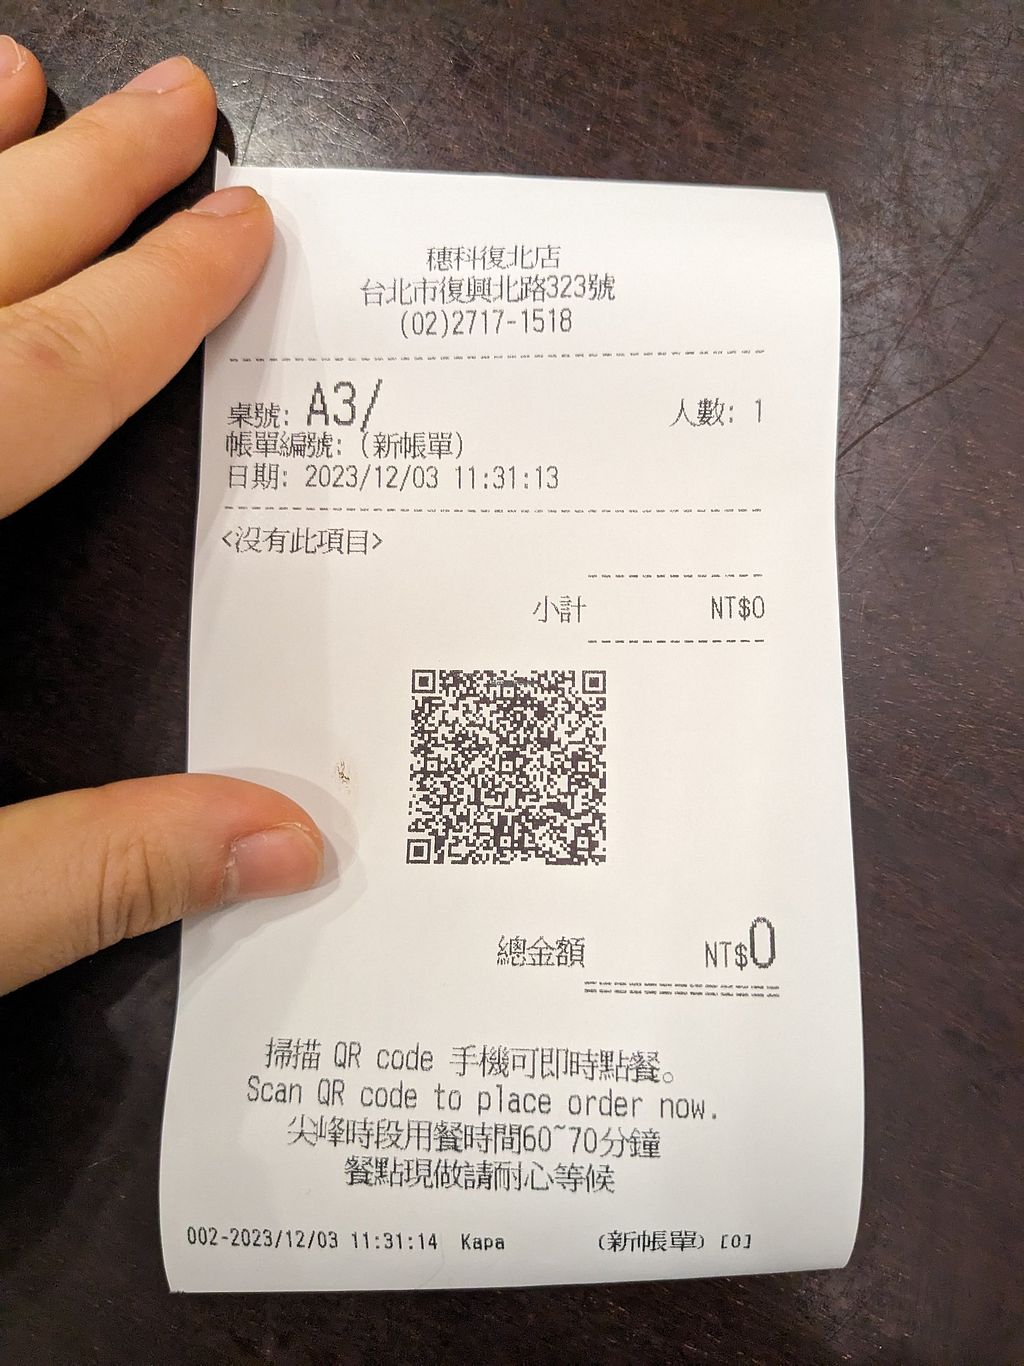 穗科復北店
台北市復興北路323號
(02)2717-1518
桌號: A3/ 人數: 1
帳單編號: (新帳單)
日期: 2023/12/03 11:31:13
<沒有此項目>
小計 NT$0
總金額 NT$0
掃描 QR code 手機可即時點餐。
Scan QR code to place order now.
尖峰時段用餐時間60~70分鐘
餐點現做請耐心等候
002-2023/12/03 11:31:14 Kapa (新帳單) [0]